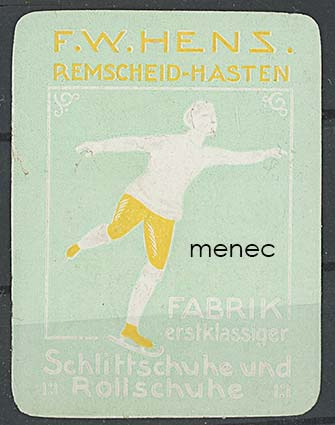 F.W.HENS.
REMSCHEID-HASTEN
menec
FABRIK
erstklassiger
Schlittschuhe und
Rollschuhe